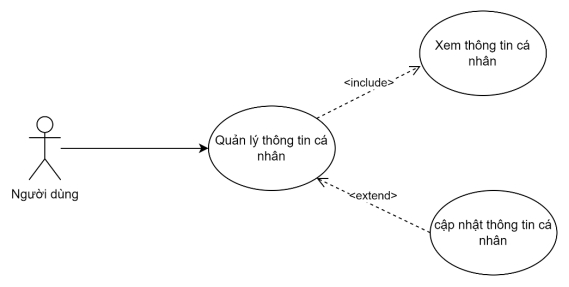 Xem thông tin cá
nhân
<include>
Quản lý thông tin cá
nhân
Người dùng
<extend>
cập nhật thông tin cá
nhân